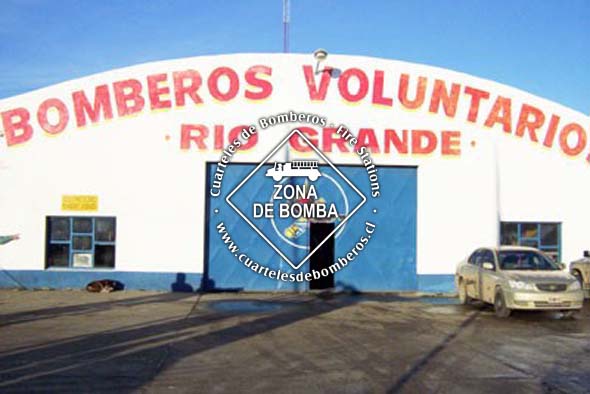 BOMBEROS VOLUNTARIOS
RIO GRANDE
Cuarteles de Bomberos - Fire Stations
ZONA
DE BOMBA
www.cuartelesdebomberos.cl